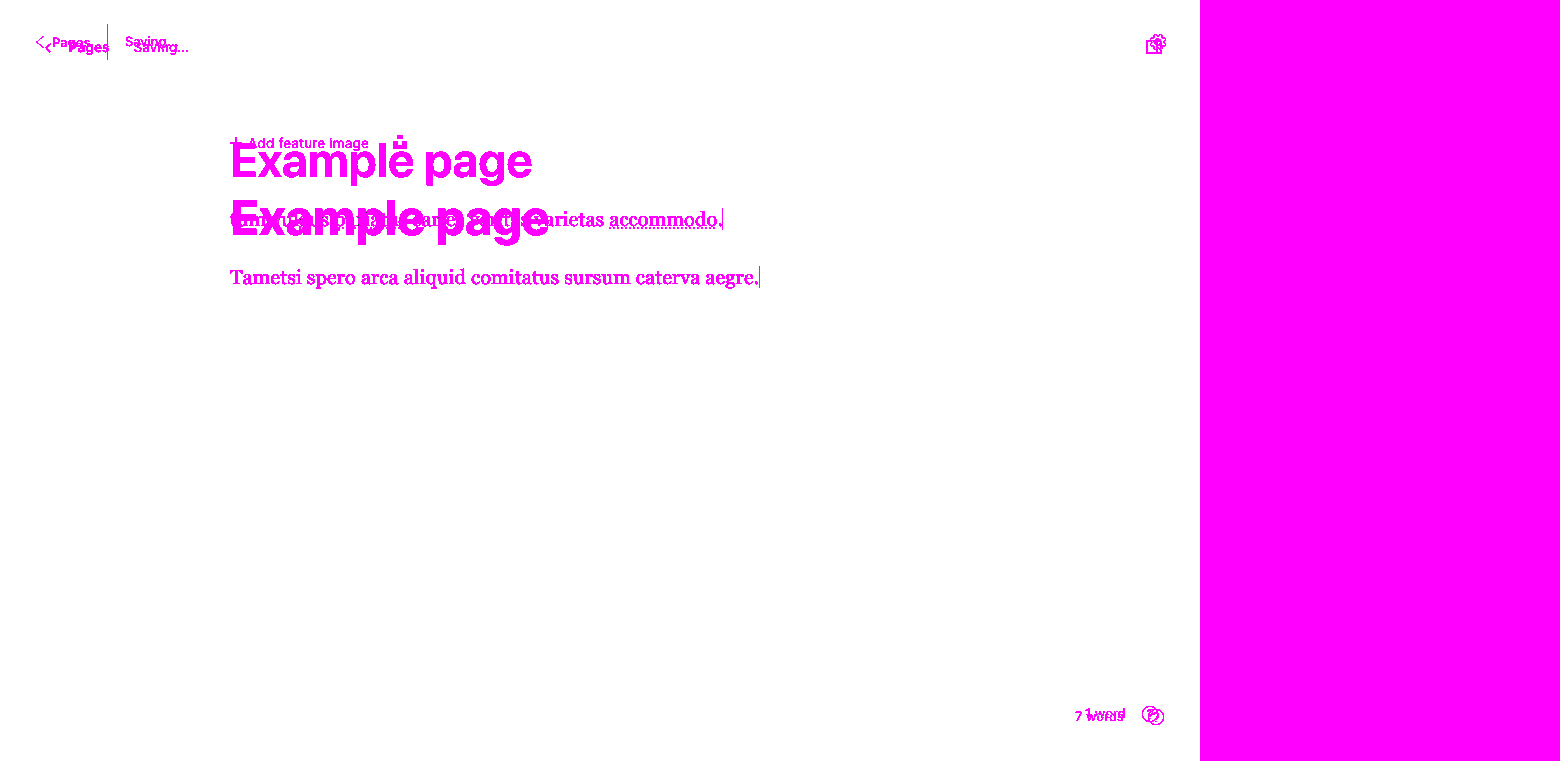 Pages Saving...
Pages Saving...
Add feature image
Example page
varietas accommodo.
Example page
Tametsi spero arca aliquid comitatus sursum caterva aegre.
1 word
7 words